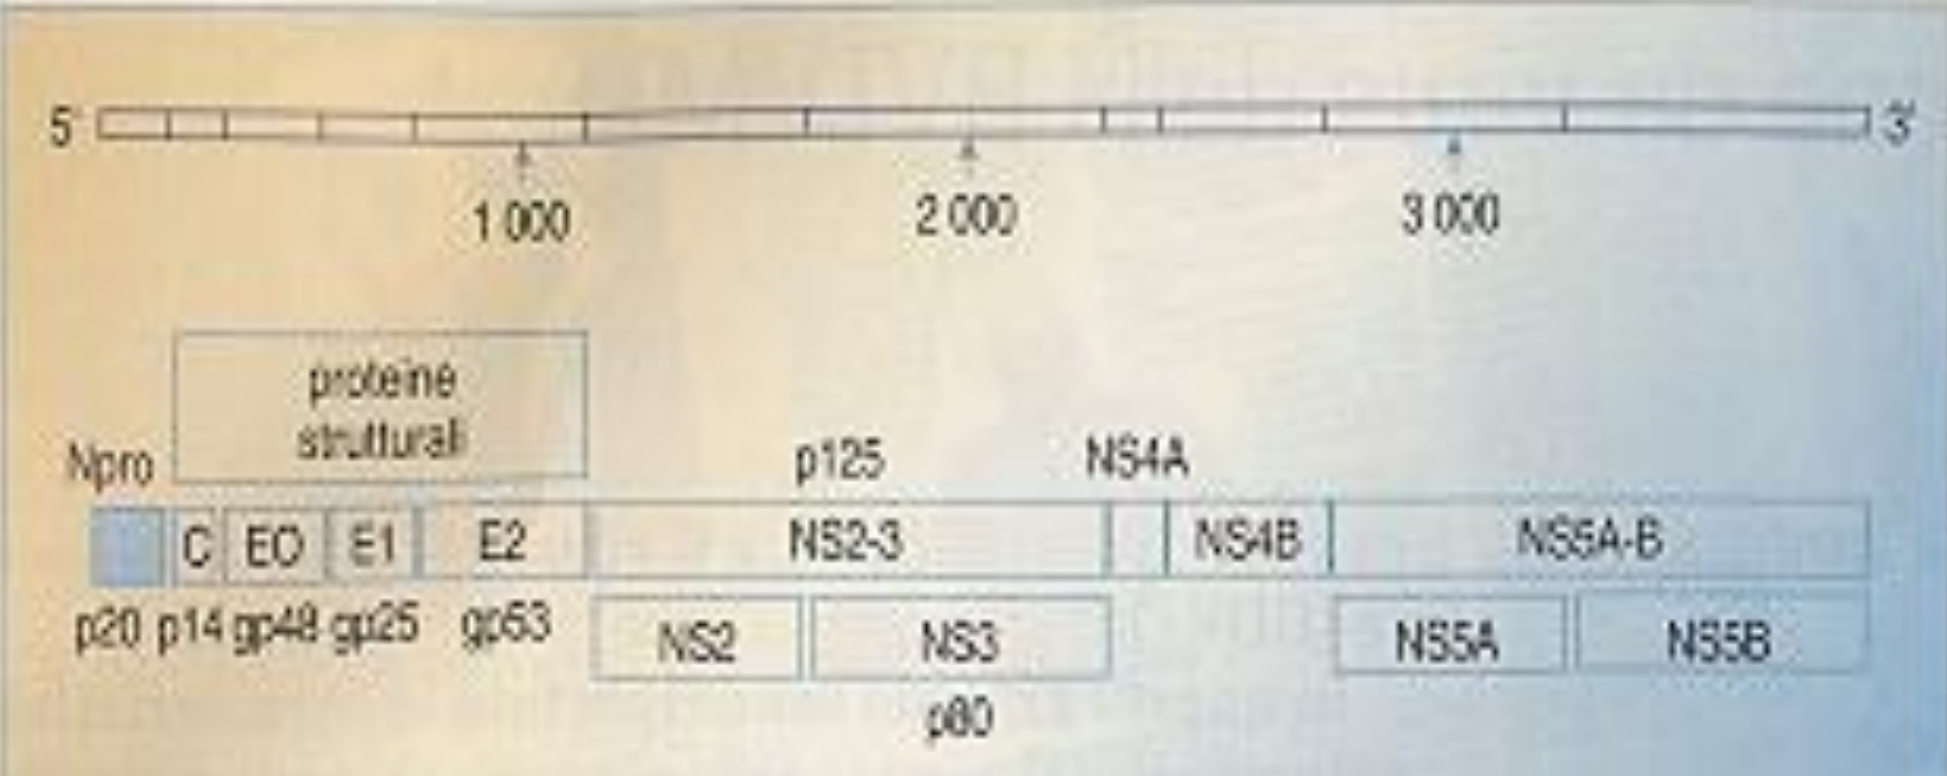 5' 3'
1 000 2 000 3 000
proteine
strutturali
Npro p125 NS4A
C E0 E1 E2 NS2-3 NS4B NS5A-B
p20 p14 gp48 gp25 gp53
NS2 NS3 NS5A NS5B
p80